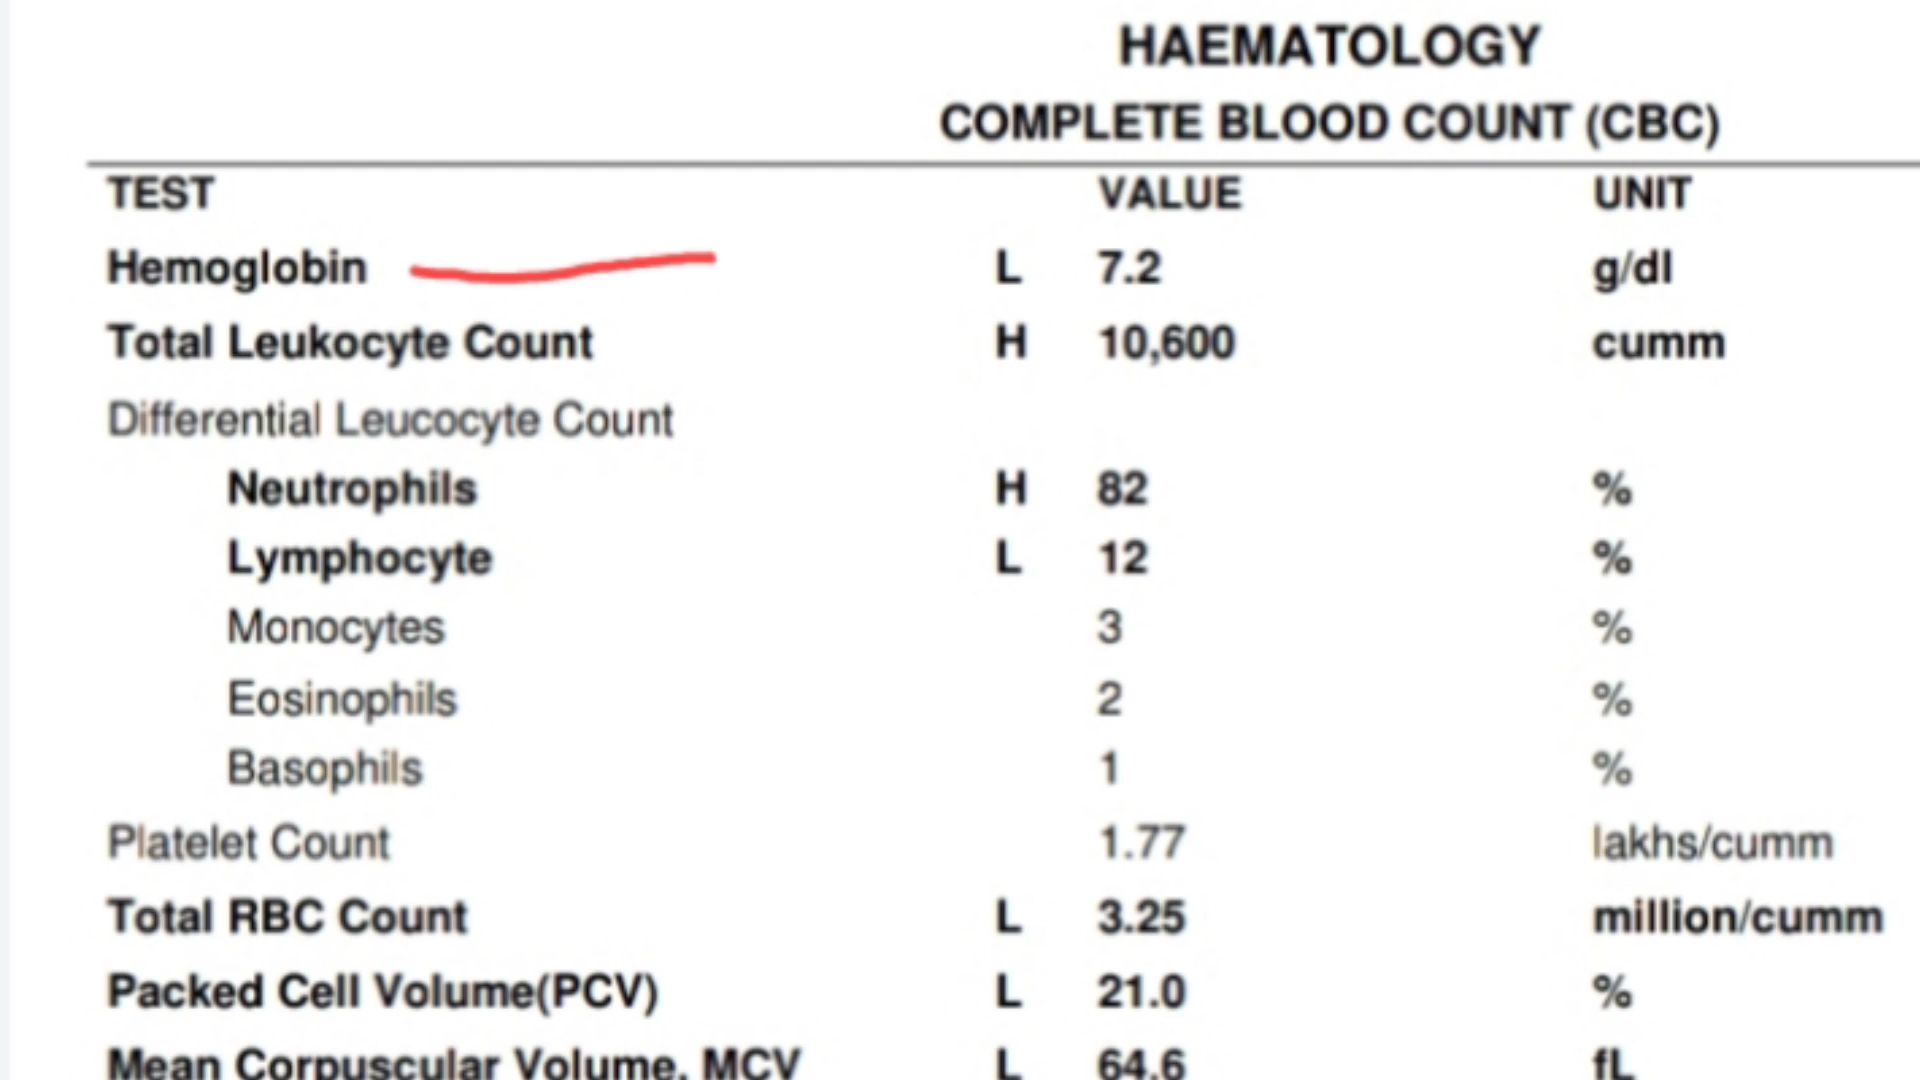 HAEMATOLOGY
COMPLETE BLOOD COUNT (CBC)
TEST VALUE UNIT
Hemoglobin L 7.2 g/dl
Total Leukocyte Count H 10,600 cumm
Differential Leucocyte Count
Neutrophils H 82 %
Lymphocyte L 12 %
Monocytes 3 %
Eosinophils 2 %
Basophils 1 %
Platelet Count 1.77 lakhs/cumm
Total RBC Count L 3.25 million/cumm
Packed Cell Volume(PCV) L 21.0 %
Mean Corpuscular Volume, MCV L 64.6 fL